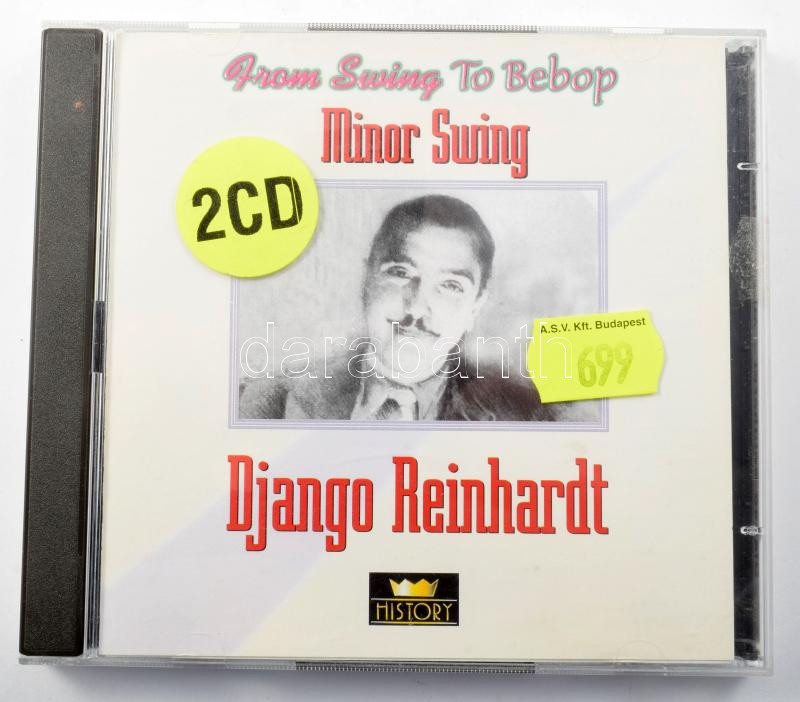 From Swing To Bebop
Minor Swing
2CD
A.S.V. Kft. Budapest
699
darabanth
Django Reinhardt
HISTORY